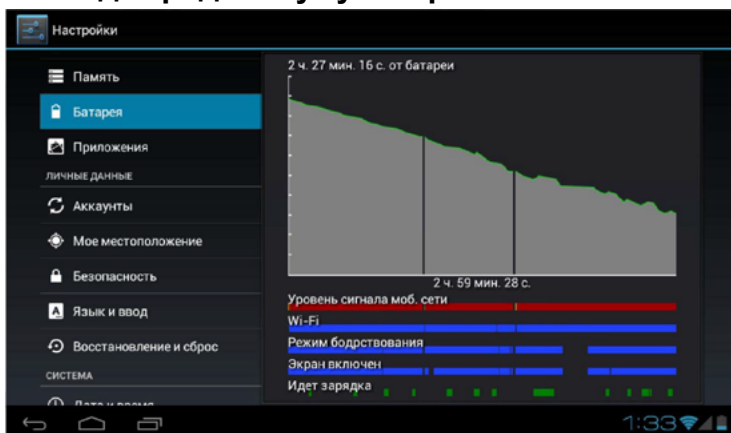 Настройки
Память
Батарея
Приложения
ЛИЧНЫЕ ДАННЫЕ
Аккаунты
Мое местоположение
Безопасность
Язык и ввод
Восстановление и сброс
СИСТЕМА
Дата и время
2 ч. 27 мин. 16 с. от батареи
2 ч. 59 мин. 28 с.
Уровень сигнала моб. сети
Wi-Fi
Режим бодрствования
Экран включен
Идет зарядка
1:33